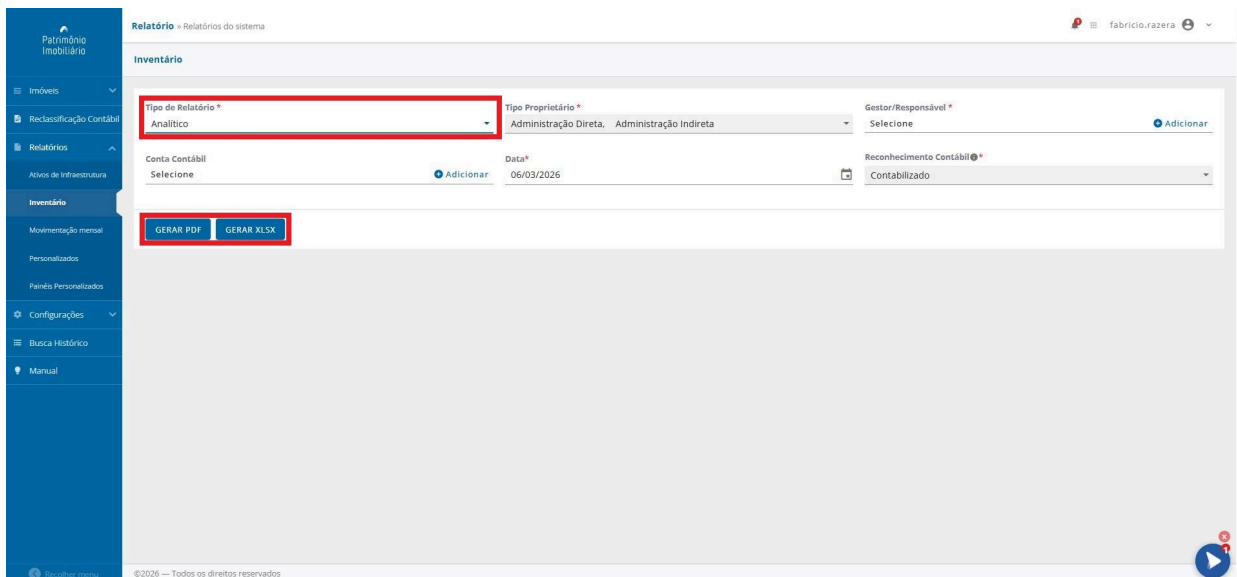 Patrimônio
Imobiliário
Relatório » Relatórios do sistema
1
fabricio.razera
Inventário
Imóveis
Reclassificação Contábil
Relatórios
Ativos de Infraestrutura
Inventário
Movimentação mensal
Personalizados
Painéis Personalizados
Configurações
Busca Histórico
Manual
Recolher menu
Tipo de Relatório *
Analítico
Tipo Proprietário *
Administração Direta, Administração Indireta
Gestor/Responsável *
Selecione
Adicionar
Conta Contábil
Selecione
Adicionar
Data*
06/03/2026
Reconhecimento Contábil*
Contabilizado
GERAR PDF
GERAR XLSX
1
©2026 — Todos os direitos reservados